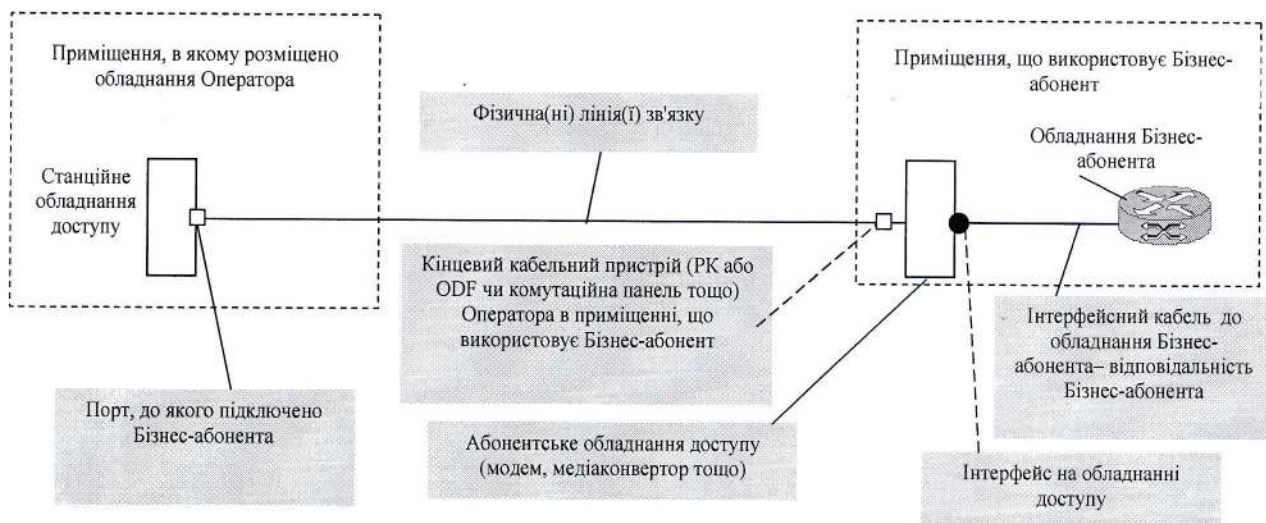 Приміщення, в якому розміщено
обладнання Оператора
Приміщення, що використовує Бізнес-
абонент
Фізична(ні) лінія(ї) зв'язку
Обладнання Бізнес-
абонента
Станційне
обладнання
доступу
Кінцевий кабельний пристрій (РК або
ODF чи комутаційна панель тощо)
Оператора в приміщенні, що
використовує Бізнес-абонент
Інтерфейсний кабель до
обладнання Бізнес-
абонента– відповідальність
Бізнес-абонента
Порт, до якого підключено
Бізнес-абонента
Абонентське обладнання доступу
(модем, медіаконвертор тощо)
Інтерфейс на обладнанні
доступу